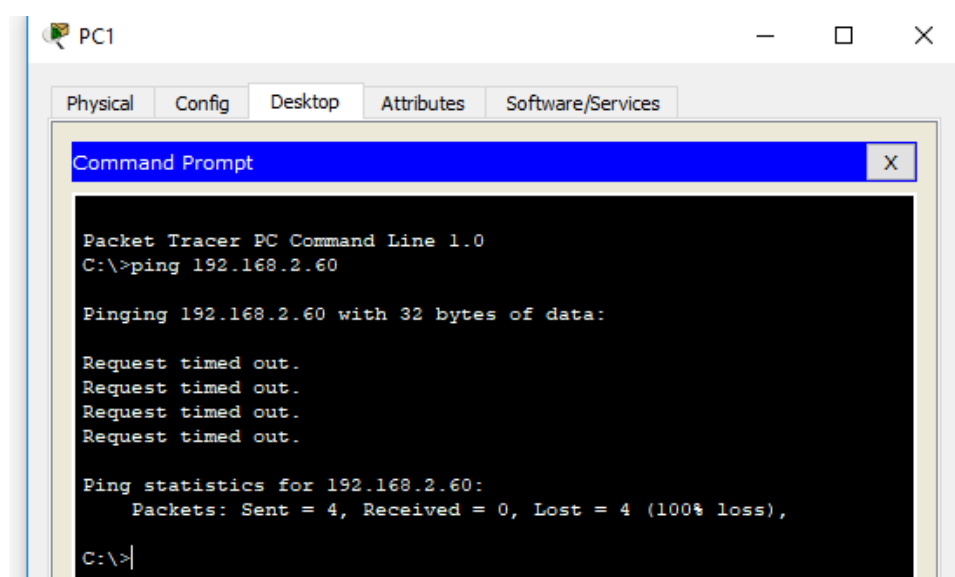 PC1
Physical Config Desktop Attributes Software/Services
Command Prompt X
Packet Tracer PC Command Line 1.0
C:\>ping 192.168.2.60
Pinging 192.168.2.60 with 32 bytes of data:
Request timed out.
Request timed out.
Request timed out.
Request timed out.
Ping statistics for 192.168.2.60:
    Packets: Sent = 4, Received = 0, Lost = 4 (100% loss),
C:\>